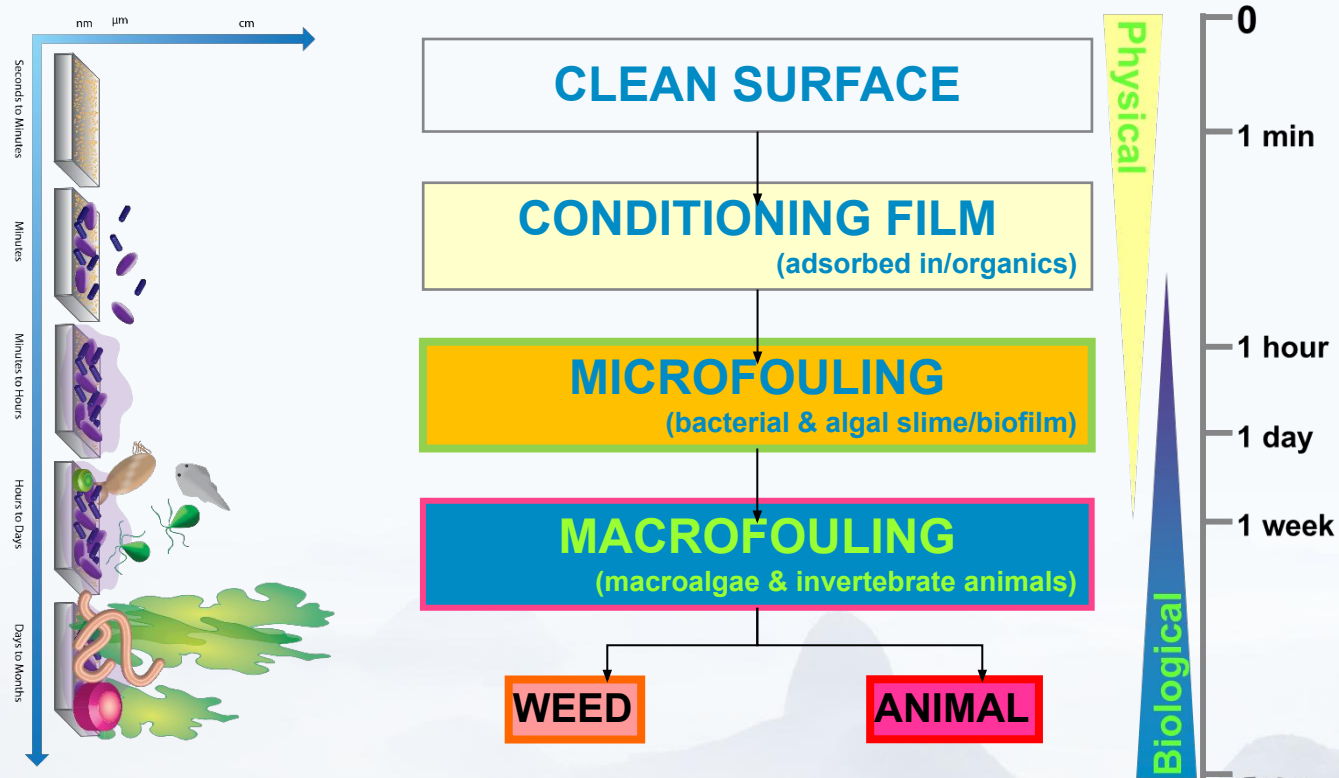 nm
µm
cm
Seconds to Minutes
Minutes
Minutes to Hours
Hours to Days
Days to Months
CLEAN SURFACE
CONDITIONING FILM
(adsorbed in/organics)
MICROFOULING
(bacterial & algal slime/biofilm)
MACROFOULING
(macroalgae & invertebrate animals)
WEED
ANIMAL
Physical
Biological
0
1 min
1 hour
1 day
1 week